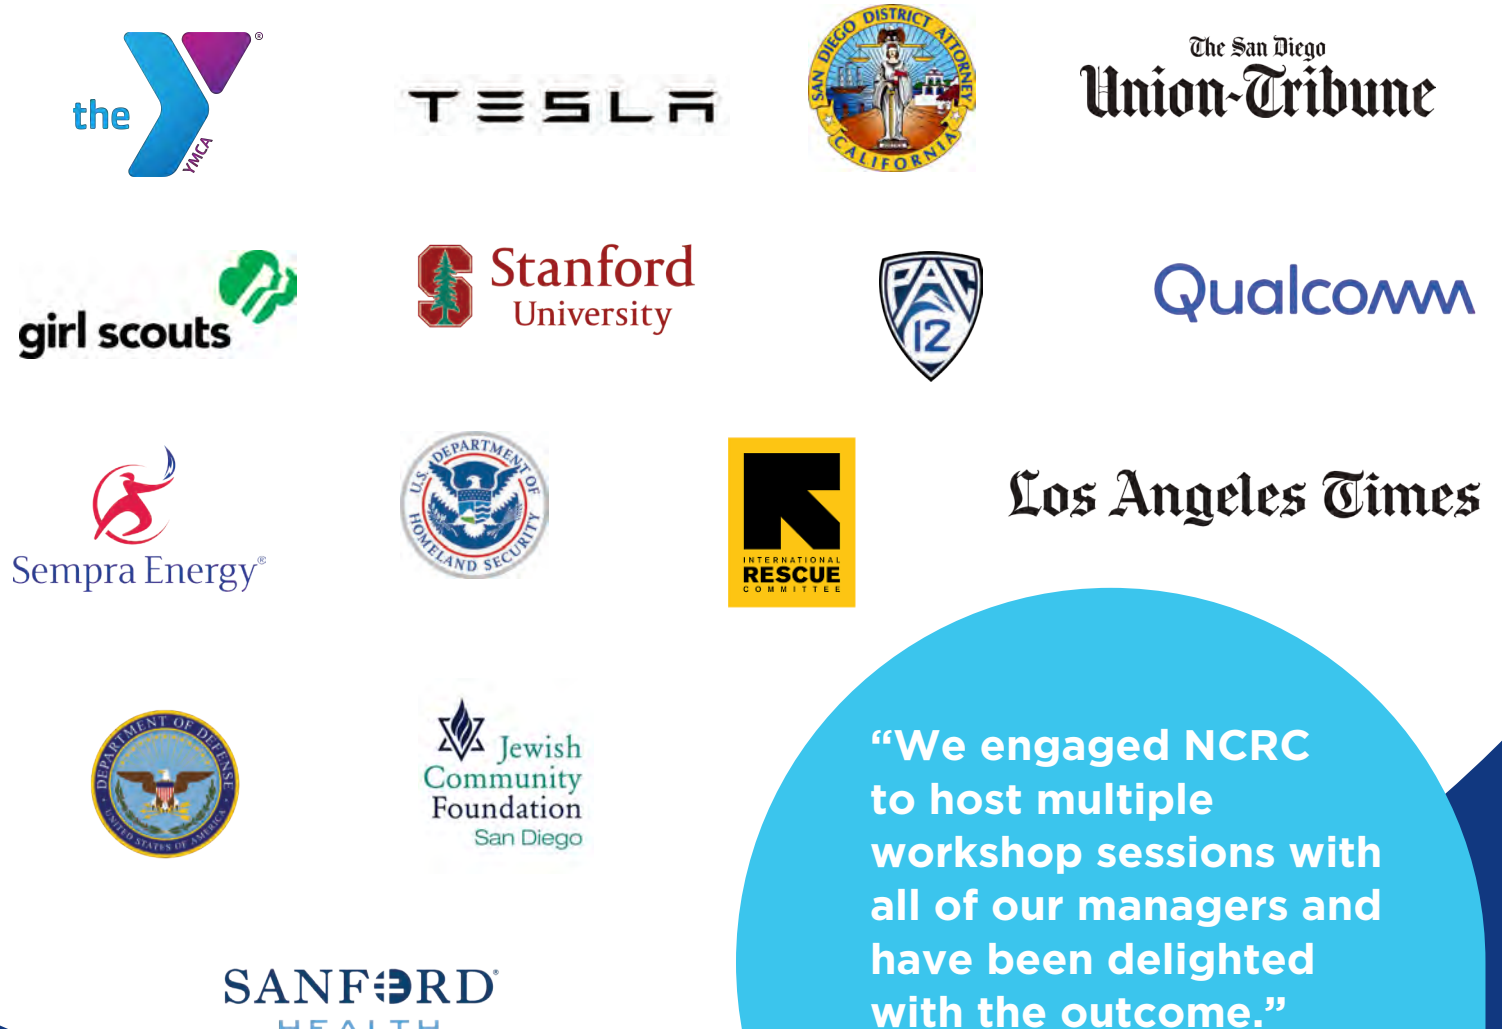 the
YMCA
TESLA
SAN DIEGO DISTRICT ATTORNEY
CALIFORNIA
The San Diego
Union-Tribune
girl scouts
Stanford
University
PAC
12
Qualcomm
Sempra Energy®
U.S. DEPARTMENT OF
HOMELAND SECURITY
INTERNATIONAL
RESCUE
COMMITTEE
Los Angeles Times
DEPARTMENT OF DEFENSE
UNITED STATES OF AMERICA
Jewish
Community
Foundation
San Diego
“We engaged NCRC
to host multiple
workshop sessions with
all of our managers and
have been delighted
with the outcome.”
SANFORD®
HEALTH